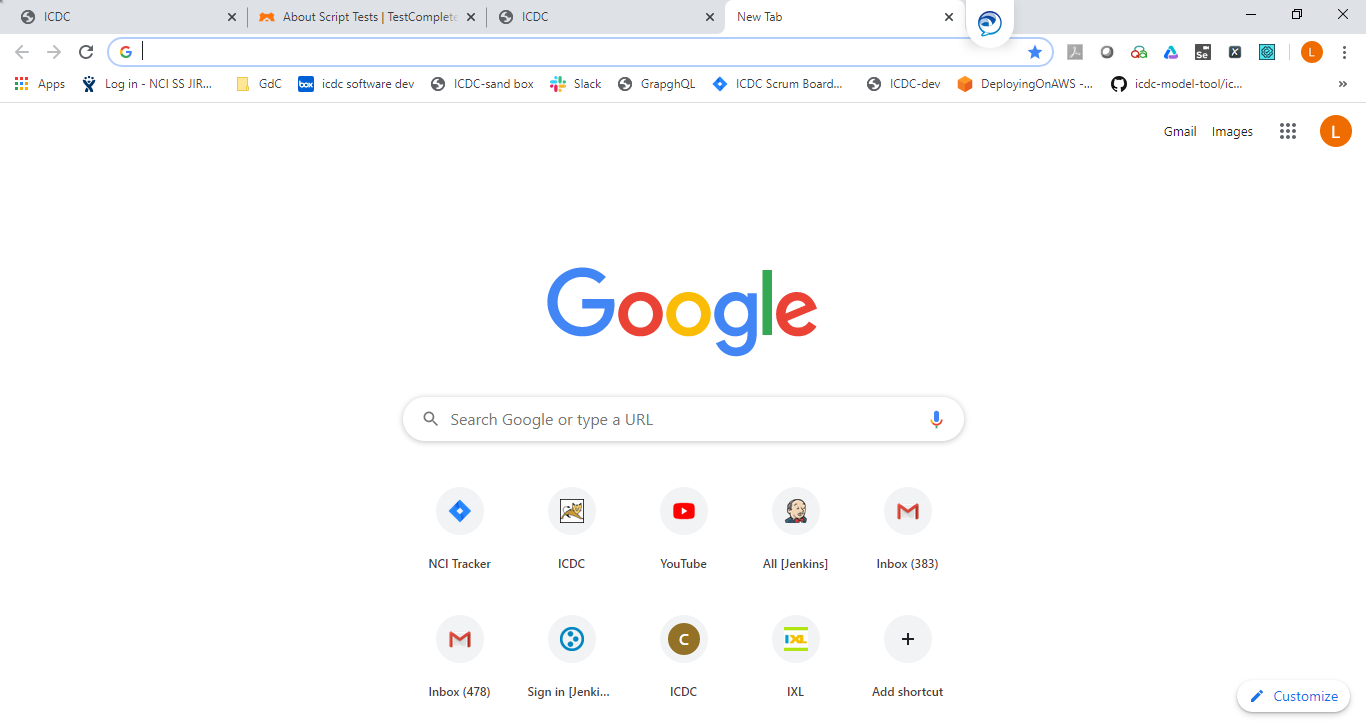 ICDC About Script Tests | TestComplete ICDC New Tab
L
Apps Log in - NCI SS JIR... GdC box icdc software dev ICDC-sand box Slack GrapghQL ICDC Scrum Board... ICDC-dev DeployingOnAWS -... icdc-model-tool/ic... »
Gmail Images L
Google
Search Google or type a URL
NCI Tracker ICDC YouTube All [Jenkins] Inbox (383)
C IXL
Inbox (478) Sign in [Jenki... ICDC IXL Add shortcut
Customize